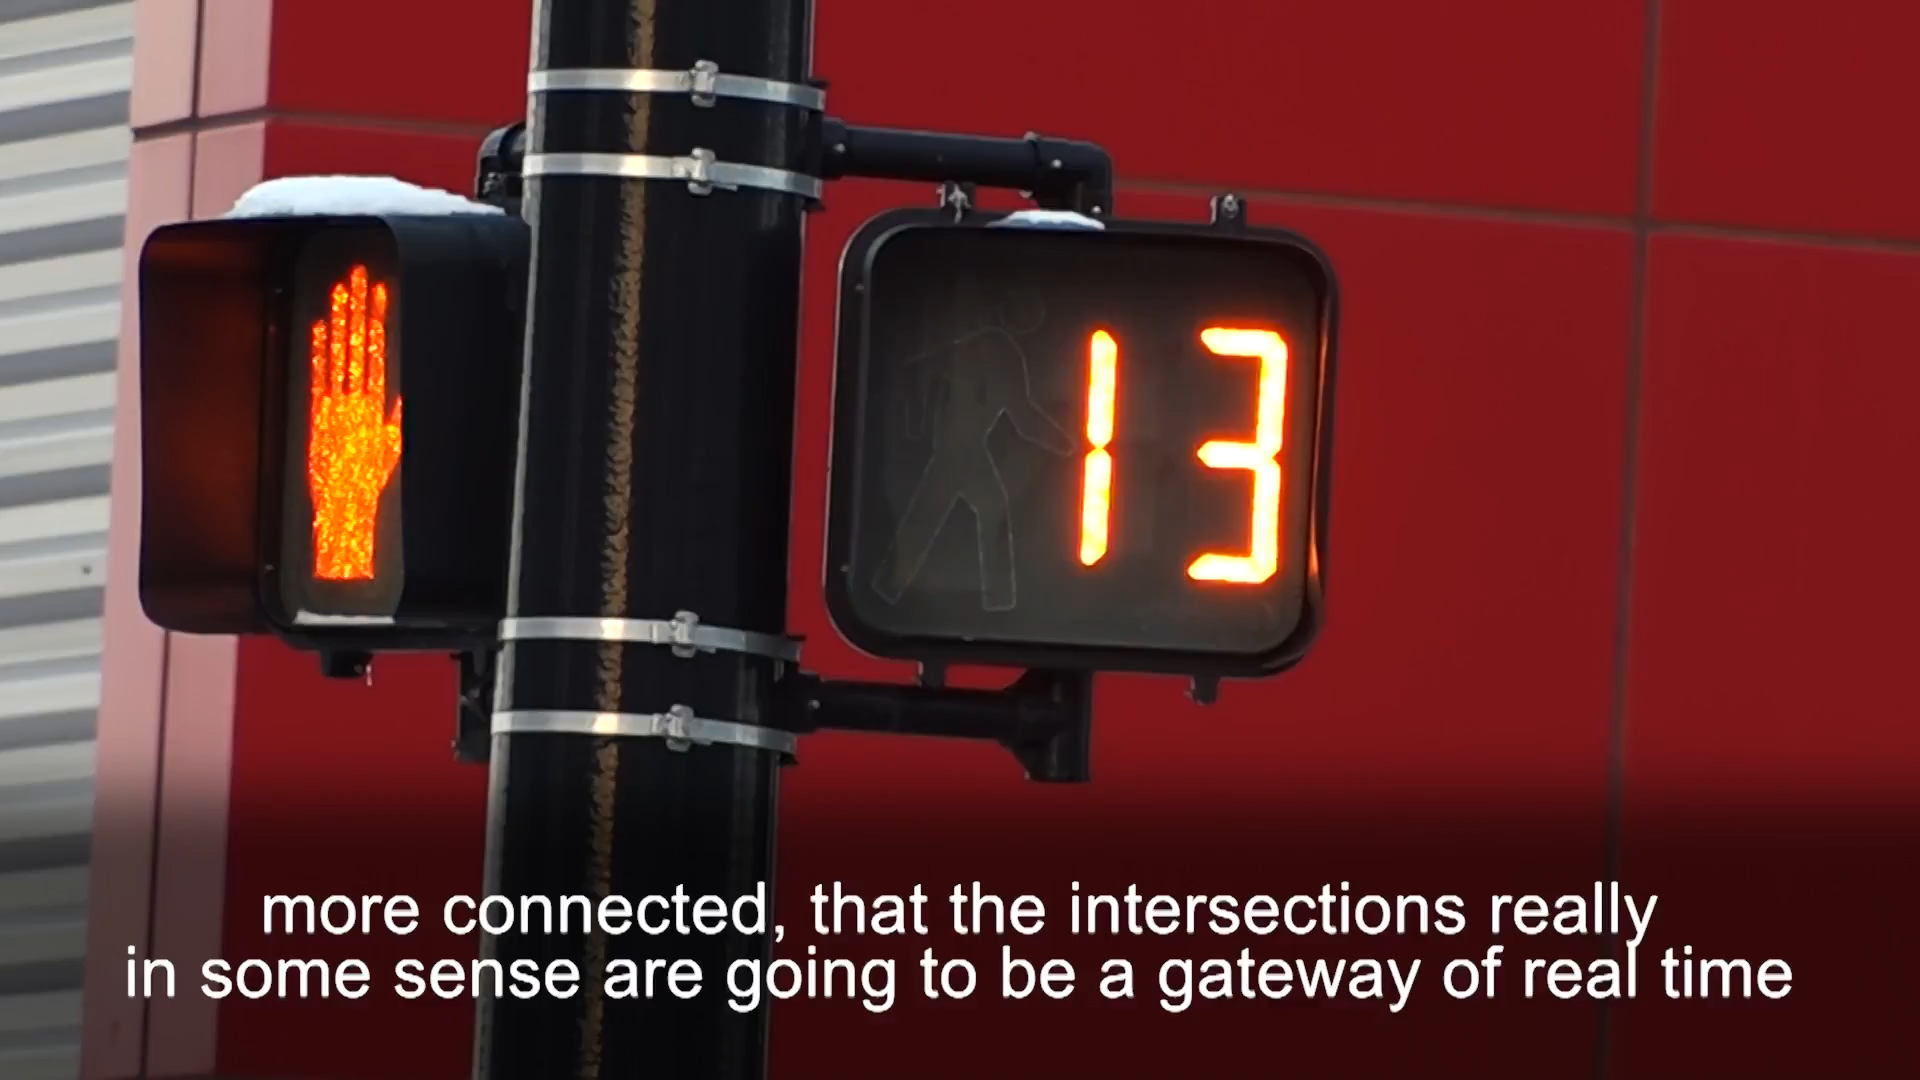 13
more connected, that the intersections really
in some sense are going to be a gateway of real time